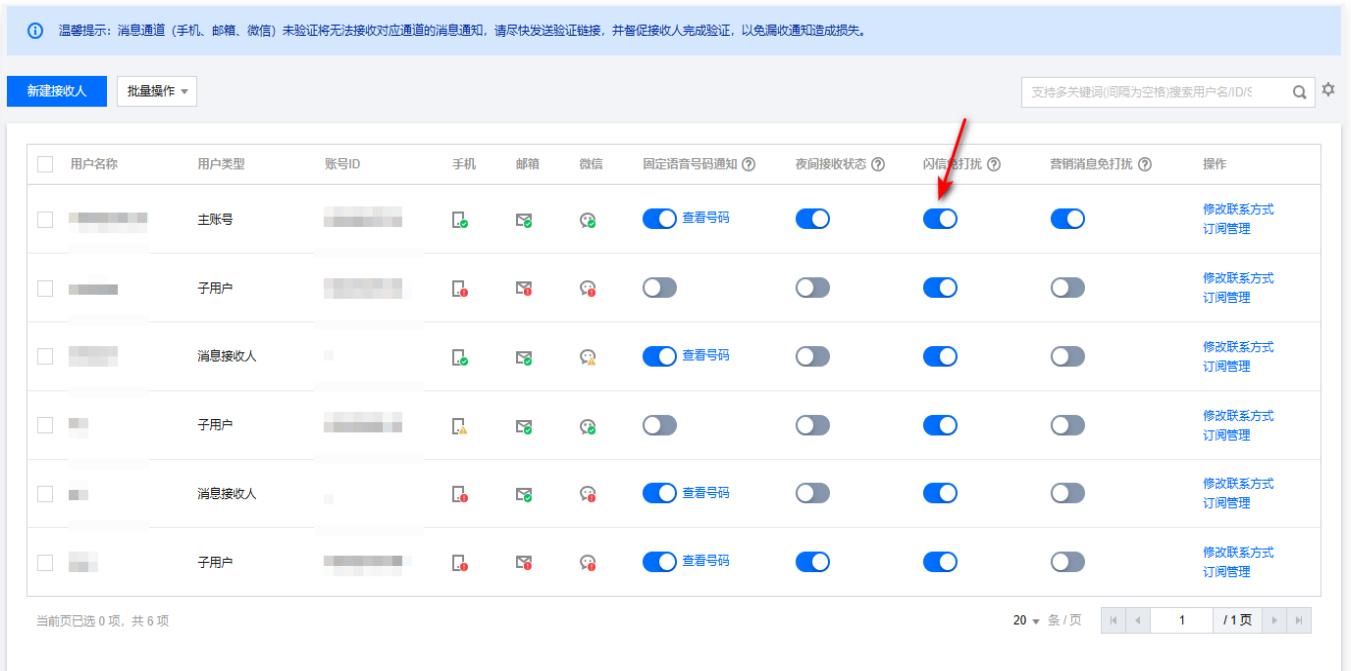 温馨提示：消息通道（手机、邮箱、微信）未验证将无法接收对应通道的消息通知，请尽快发送验证链接，并督促接收人完成验证，以免漏收通知造成损失。
新建接收人 批量操作 支持多关键词(间隔为空格)搜索用户名/ID/S
用户名称 用户类型 账号ID 手机 邮箱 微信 固定语音号码通知 夜间接收状态 闪信免打扰 营销消息免打扰 操作
主账号 查看号码 修改联系方式
订阅管理
子用户 修改联系方式
订阅管理
消息接收人 查看号码 修改联系方式
订阅管理
子用户 修改联系方式
订阅管理
消息接收人 查看号码 修改联系方式
订阅管理
子用户 查看号码 修改联系方式
订阅管理
当前页已选 0 项，共 6 项 20 条 / 页 1 / 1 页